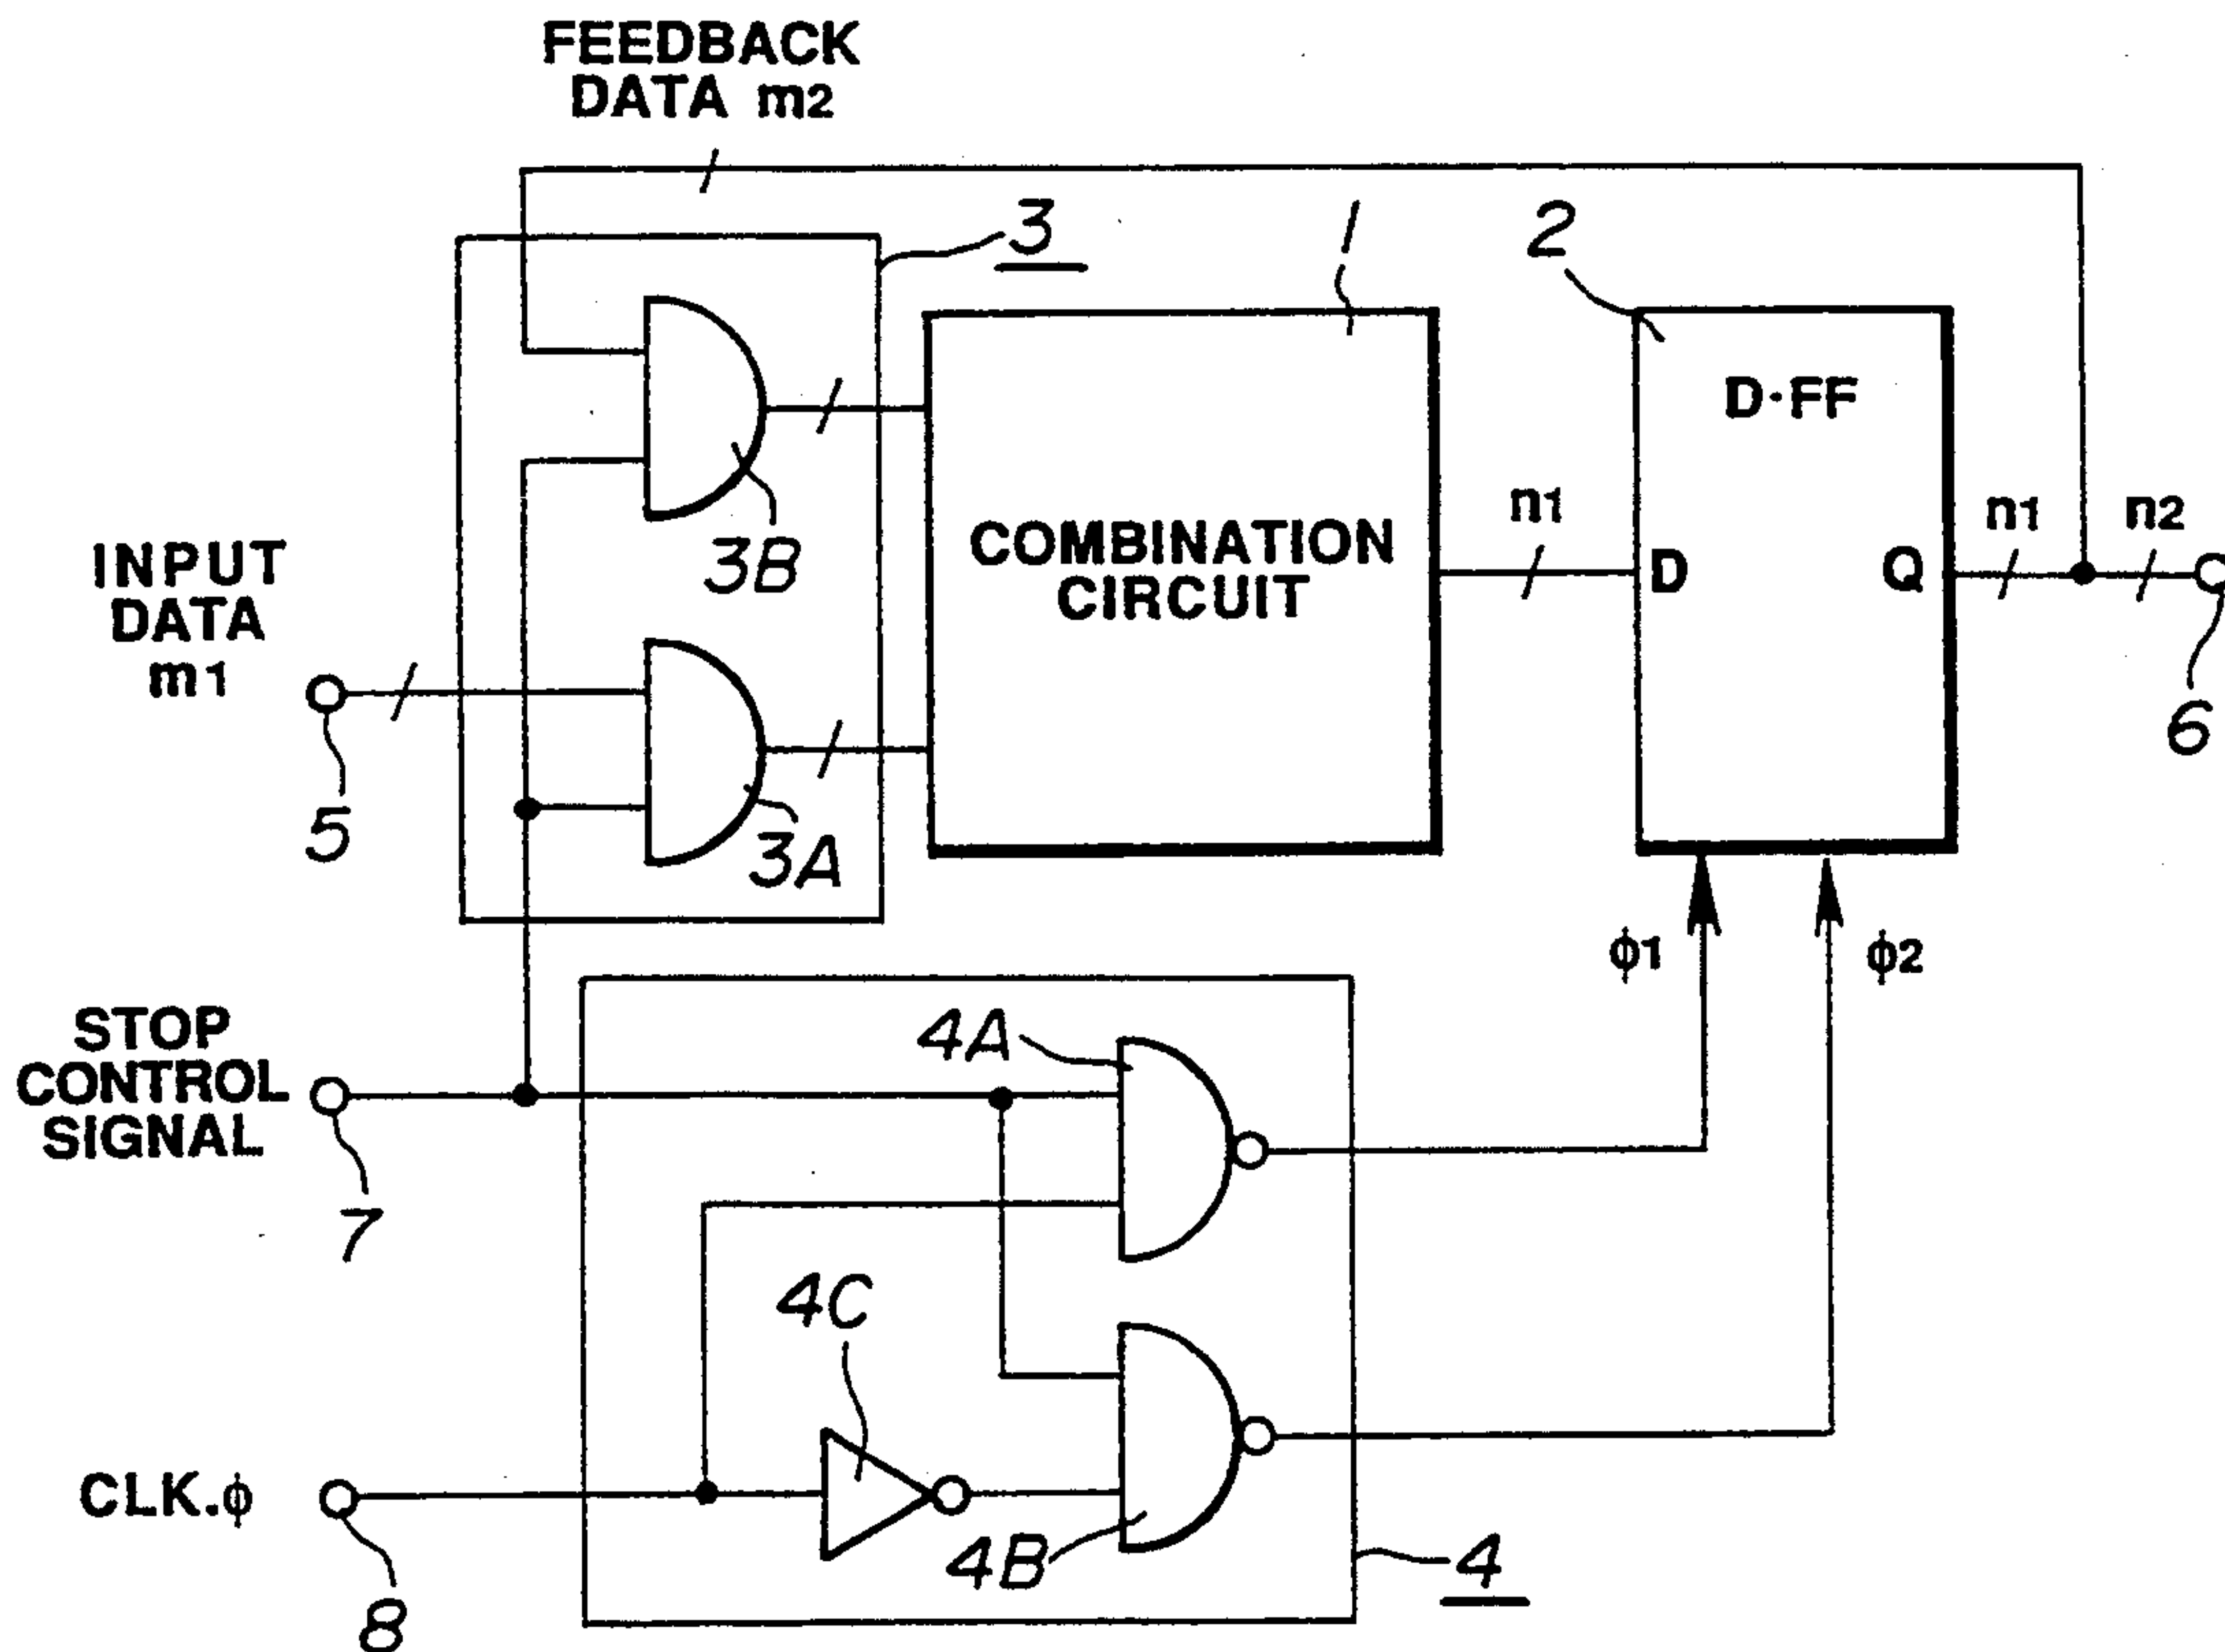 FEEDBACK
DATA m2
3
1
2
D·FF
3B
COMBINATION
CIRCUIT
n1
D
Q
n1
n2
INPUT
DATA
m1
5
3A
6
φ1
φ2
STOP
CONTROL
SIGNAL
7
4A
4C
4B
4
CLK.φ
8